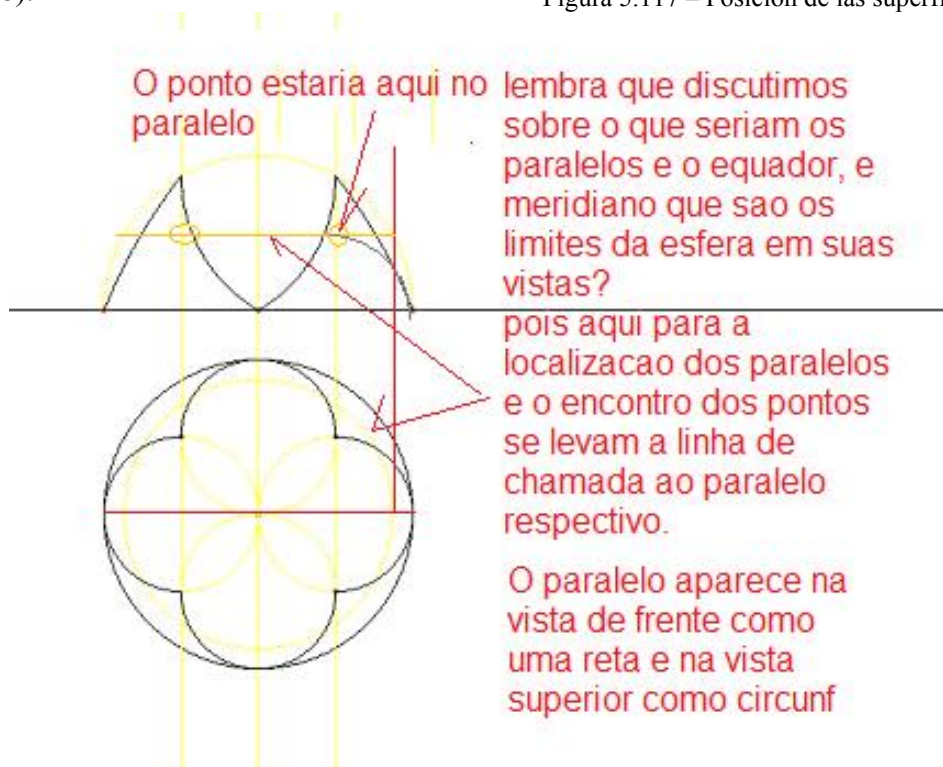 Figura 5.117 – Posición de las superfi
O ponto estaria aqui no
paralelo
lembra que discutimos
sobre o que seriam os
paralelos e o equador, e
meridiano que sao os
limites da esfera em suas
vistas?
pois aqui para a
localizacao dos paralelos
e o encontro dos pontos
se levam a linha de
chamada ao paralelo
respectivo.
O paralelo aparece na
vista de frente como
uma reta e na vista
superior como circunf